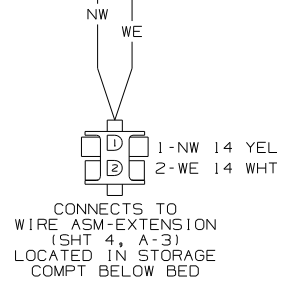 NW
WE
1
1-NW 14 YEL
2
2-WE 14 WHT
CONNECTS TO
WIRE ASM-EXTENSION
(SHT 4, A-3)
LOCATED IN STORAGE
COMPT BELOW BED